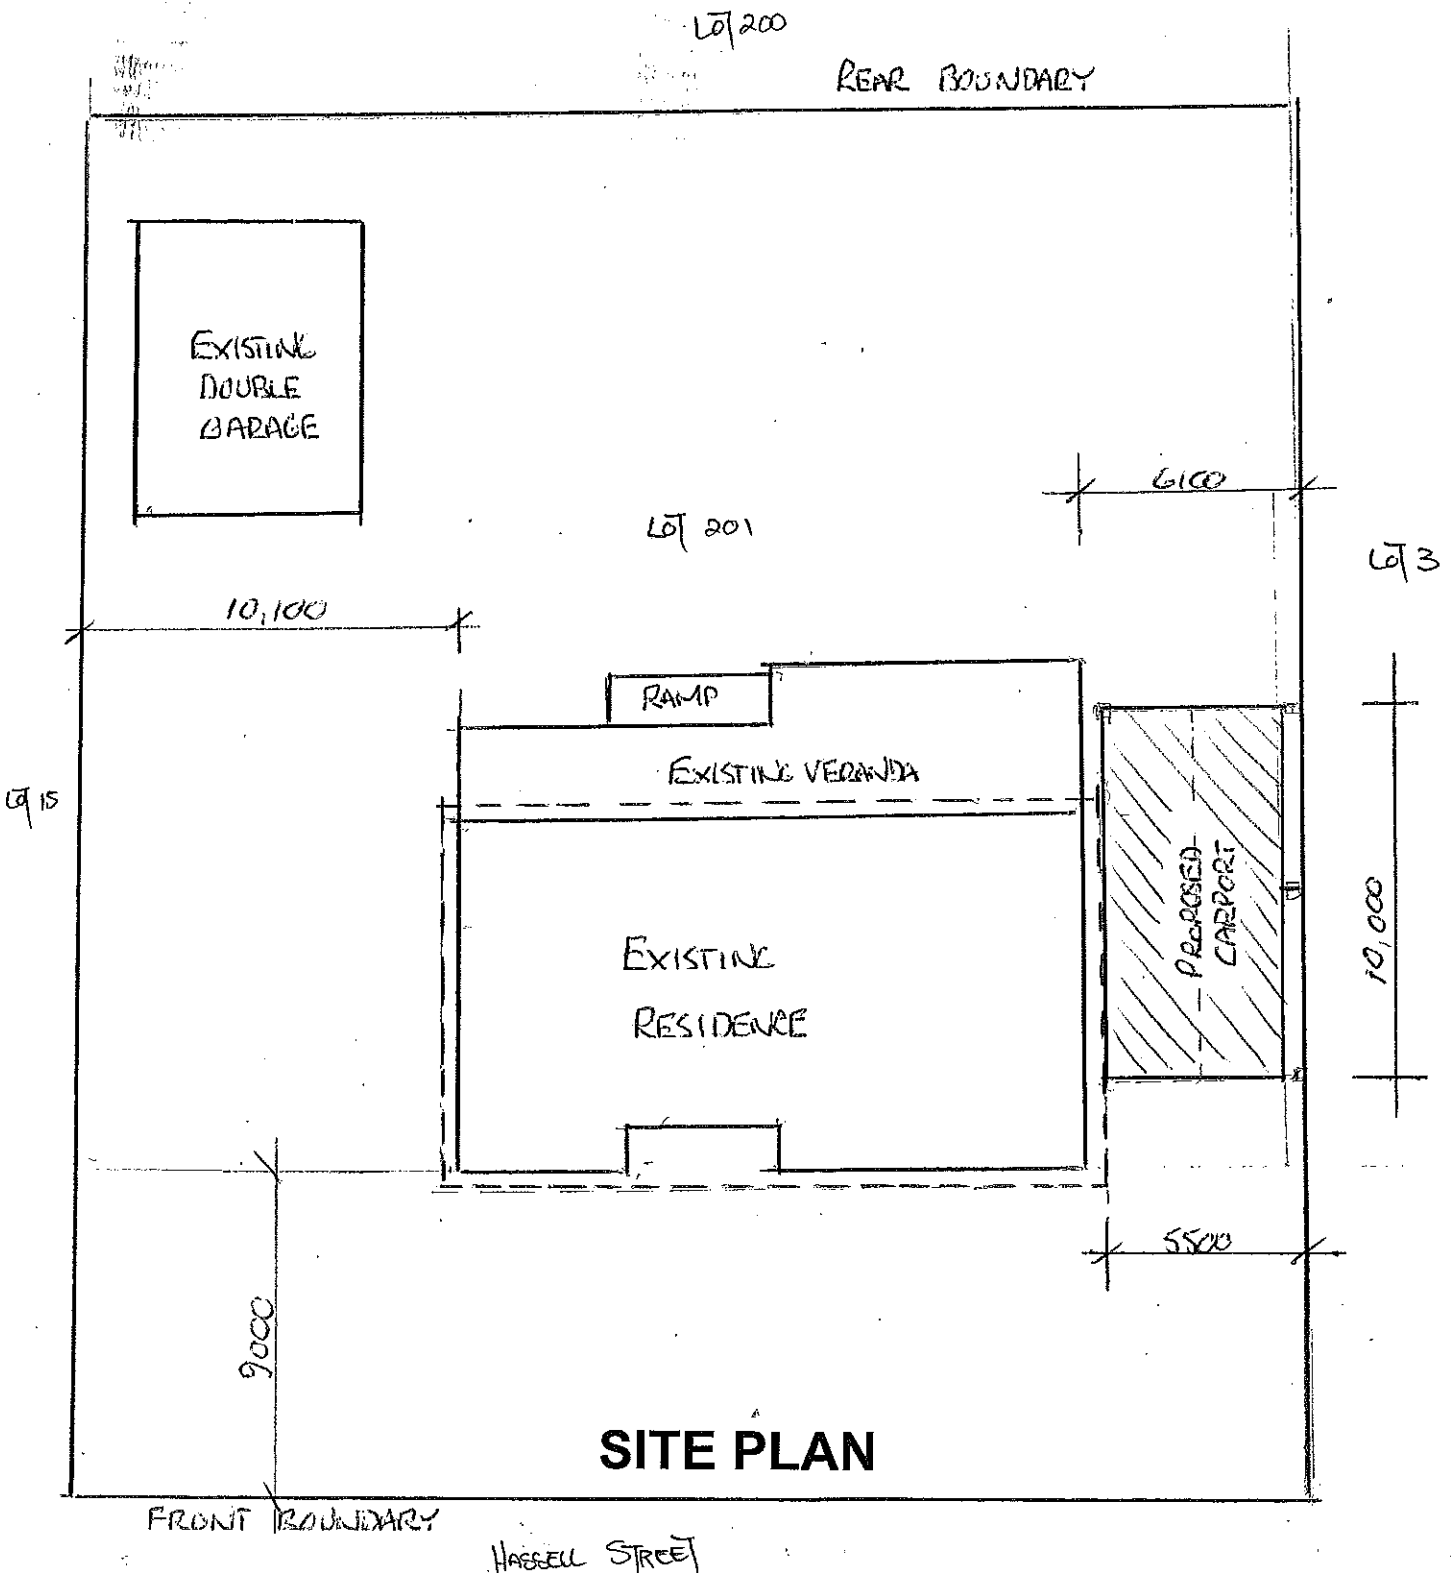 LOT 200
REAR BOUNDARY
EXISTING
DOUBLE
GARAGE
6100
LOT 201
LOT 3
10,100
RAMP
EXISTING VERANDA
LOT 15
PROPOSED
CARPORT
10,000
EXISTING
RESIDENCE
5500
9000
SITE PLAN
FRONT BOUNDARY
HASSELL STREET